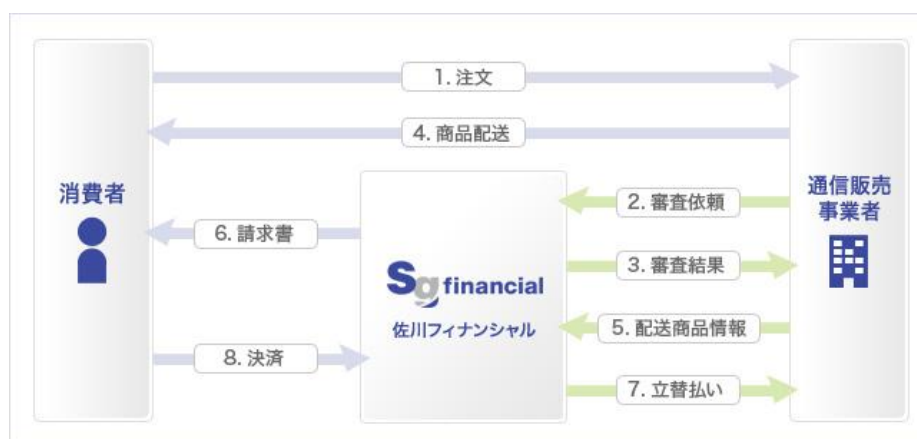 1. 注文
4. 商品配送
消費者
通信販売
事業者
2. 審査依頼
6. 請求書
3. 審査結果
Sg financial
佐川フィナンシャル
5. 配送商品情報
8. 決済
7. 立替払い